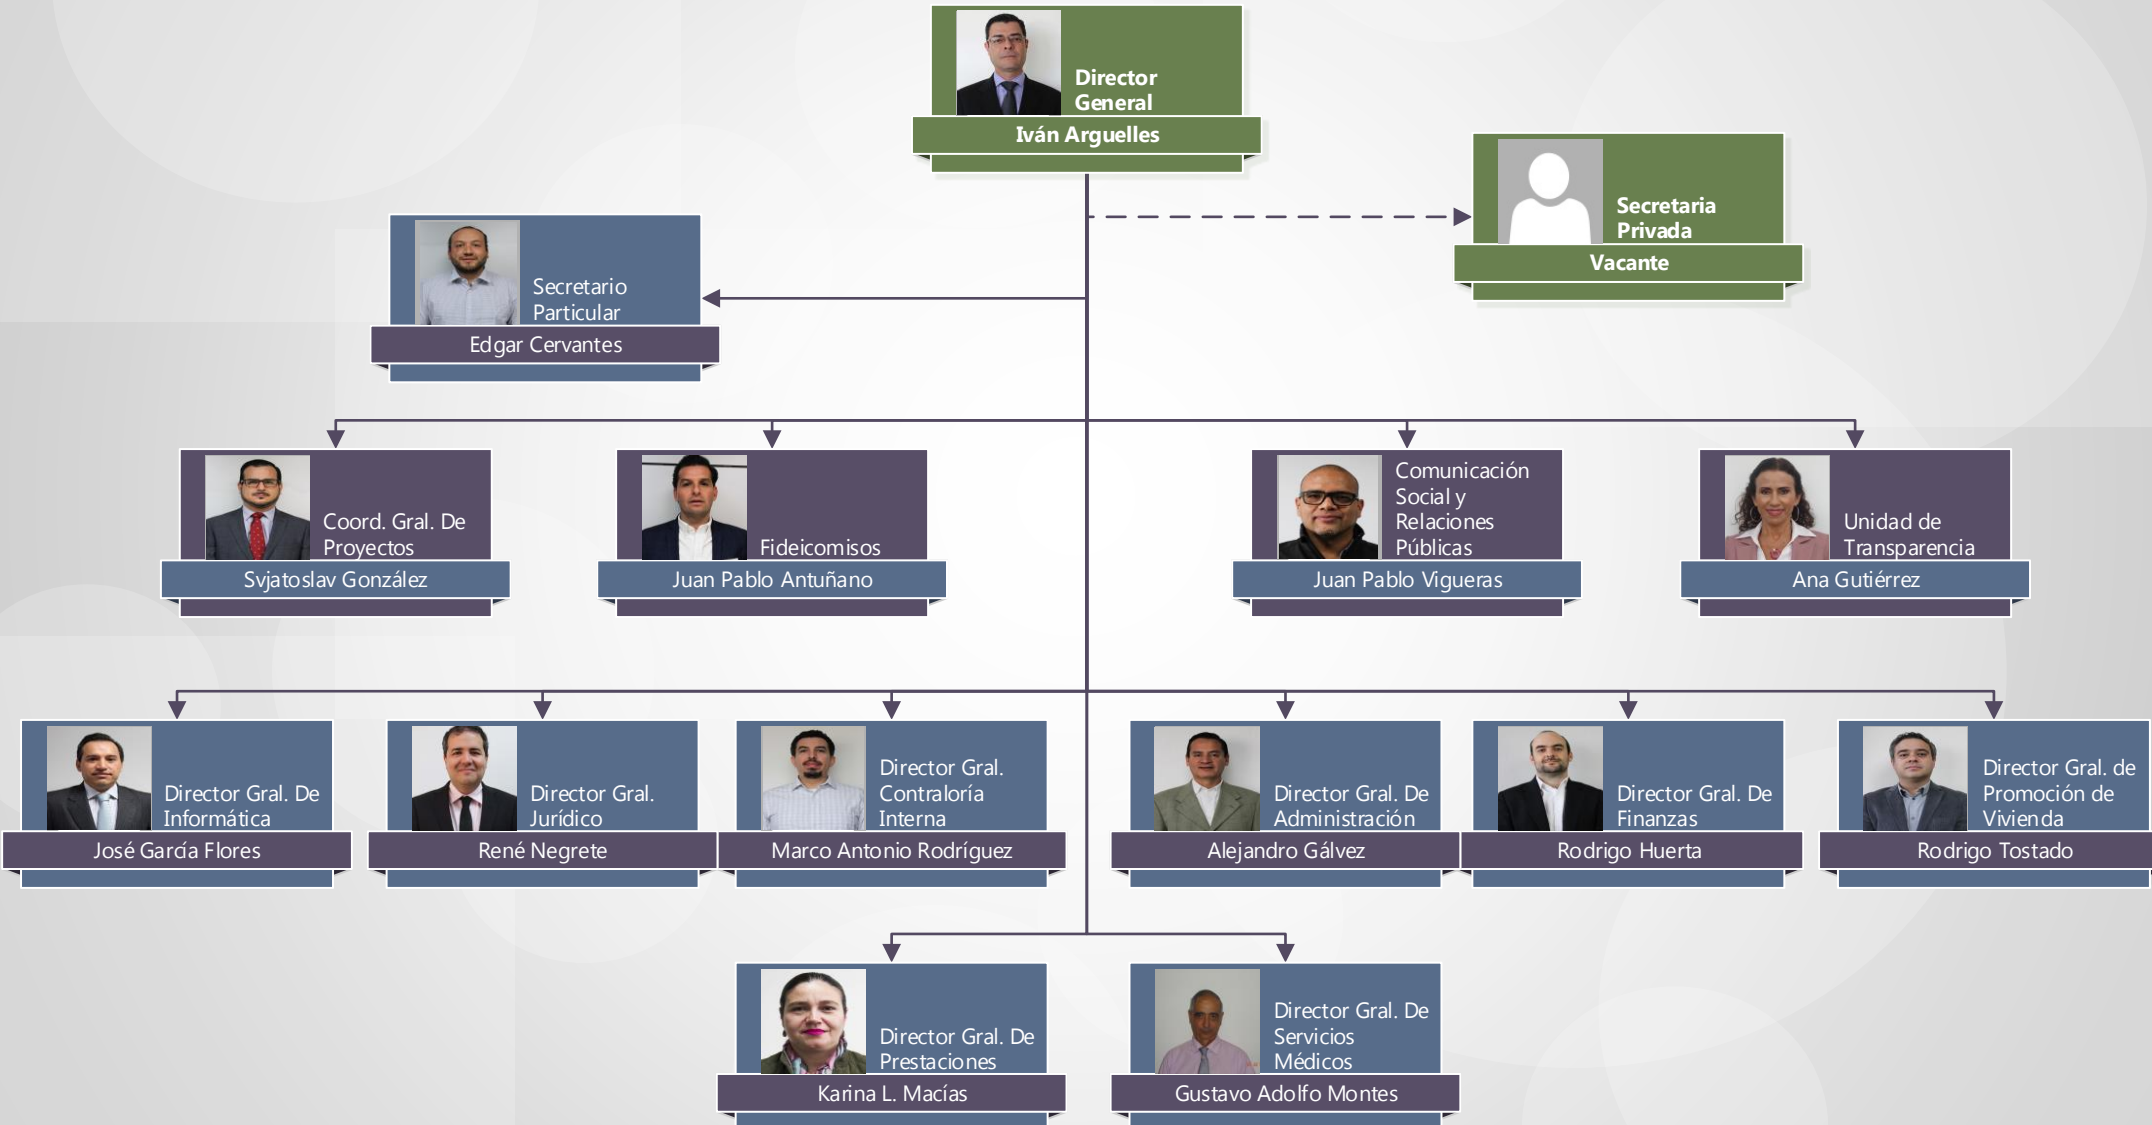 Director
General
Iván Arguelles
Secretaria
Privada
Vacante
Secretario
Particular
Edgar Cervantes
Coord. Gral. De
Proyectos
Svjatoslav González
Fideicomisos
Juan Pablo Antuñano
Comunicación
Social y
Relaciones
Públicas
Juan Pablo Vigueras
Unidad de
Transparencia
Ana Gutiérrez
Director Gral. De
Informática
José García Flores
Director Gral.
Jurídico
René Negrete
Director Gral.
Contraloría
Interna
Marco Antonio Rodríguez
Director Gral. De
Administración
Alejandro Gálvez
Director Gral. De
Finanzas
Rodrigo Huerta
Director Gral. de
Promoción de
Vivienda
Rodrigo Tostado
Director Gral. De
Prestaciones
Karina L. Macías
Director Gral. De
Servicios
Médicos
Gustavo Adolfo Montes